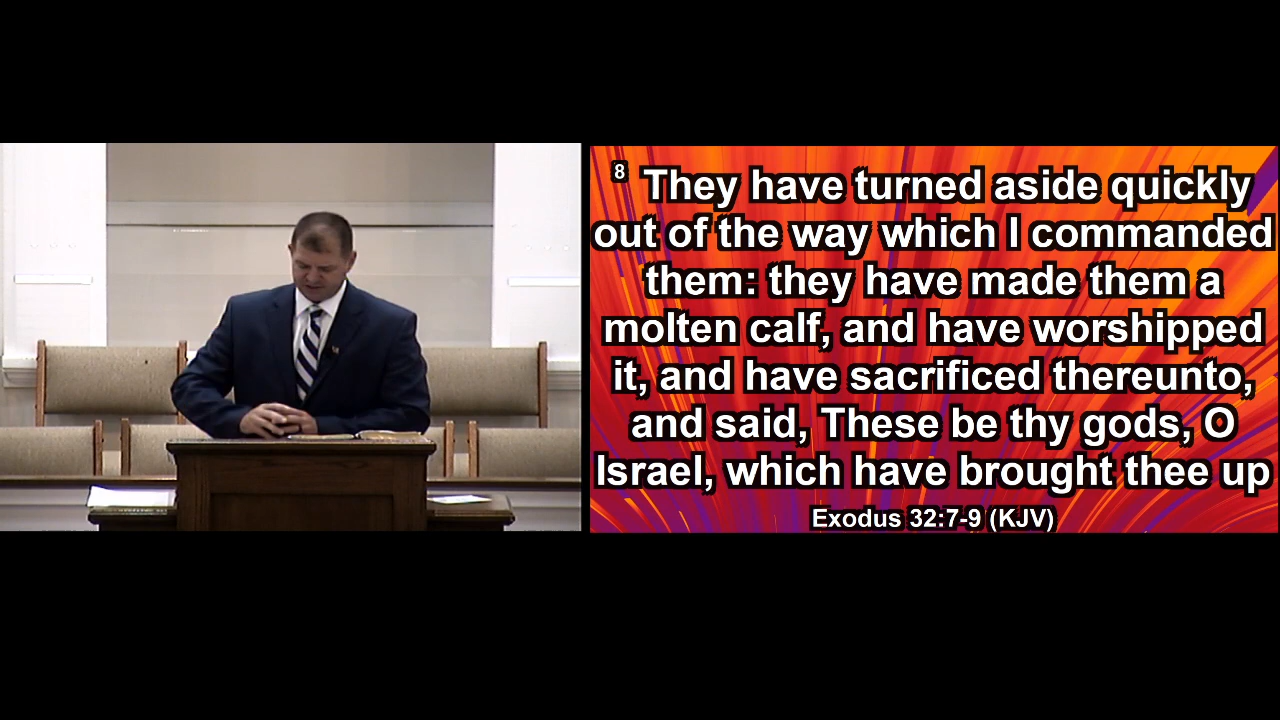 8 They have turned aside quickly
out of the way which I commanded
them: they have made them a
molten calf, and have worshipped
it, and have sacrificed thereunto,
and said, These be thy gods, O
Israel, which have brought thee up
Exodus 32:7-9 (KJV)